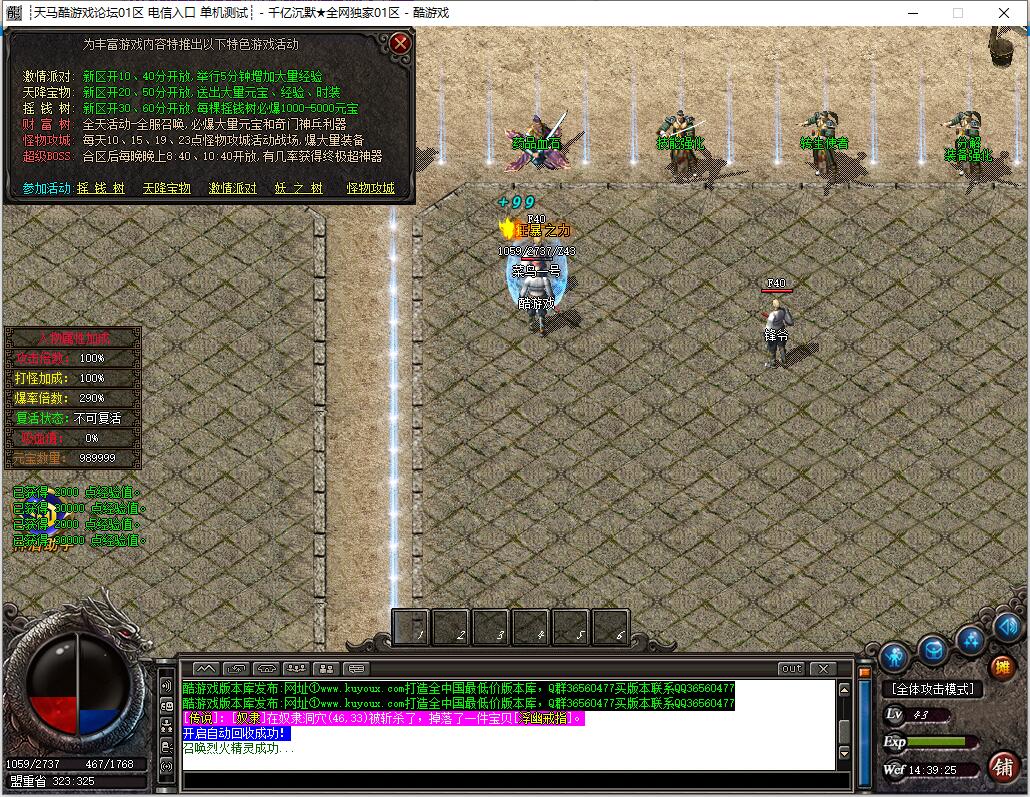 天马酷游戏论坛01区 电信入口 单机测试 - 千亿沉默★全网独家01区 - 酷游戏
为丰富游戏内容特推出以下特色游戏活动
激情派对: 新区开10、40分开放,举行5分钟增加大量经验
天降宝物: 新区开20、50分开放,送出大量元宝、经验、时装
摇 钱 树: 新区开30、60分开放,每棵摇钱树必爆1000-5000元宝
财 富 树: 全天活动-全服召唤,必爆大量元宝和奇门神兵利器
怪物攻城: 每天10、15、19、23点怪物攻城活动战场,爆大量装备
超级BOSS: 合区后每晚晚上8:40、10:40开放,有几率获得终极超神器
参加活动: 摇 钱 树 天降宝物 激情派对 妖 之 树 怪物攻城
药品血石
技能强化
转生使者
分解
装备强化
+99
F40
狂暴之力
1059/2737/Z43
菜鸟一号
酷游戏
F40
锋爷
人物属性加成
攻击倍数: 100%
打怪加成: 100%
爆率倍数: 290%
复活状态: 不可复活
吸血值: 0%
元宝数量: 989999
已获得 2000 点经验值。
已获得 30000 点经验值。
已获得 2000 点经验值。
已获得 30000 点经验值。
1 2 3 4 5 6
out
酷游戏版本库发布:网址①www.kuyoux.com打造全中国最低价版本库，Q群36560477买版本联系QQ36560477
酷游戏版本库发布:网址①www.kuyoux.com打造全中国最低价版本库，Q群36560477买版本联系QQ36560477
[传说]：[奴隶]在奴隶洞穴(46,33)被斩杀了，掉落了一件宝贝[浮幽戒指]。
开启自动回收成功!
召唤烈火精灵成功...
1059/2737 467/1768
盟重省 323:325
摊
[全体攻击模式]
Lv 43
Exp
Wef 14:39:25
铺